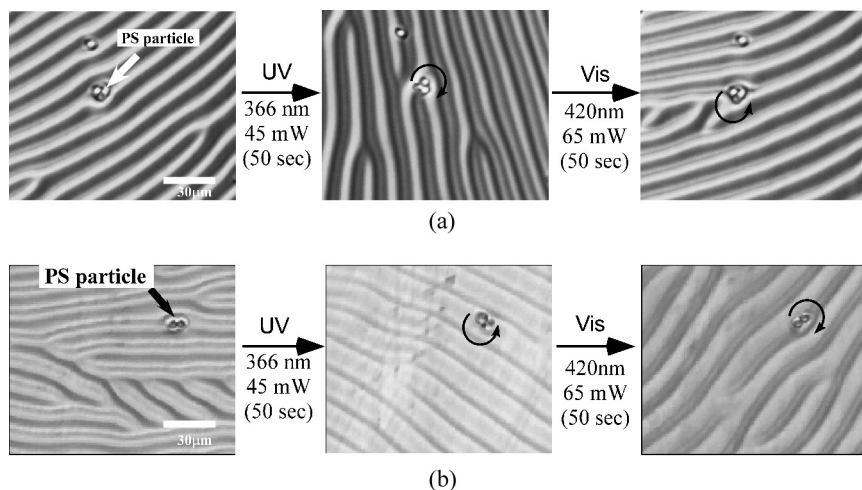 PS particle
30μm
UV
366 nm
45 mW
(50 sec)
Vis
420nm
65 mW
(50 sec)
(a)
PS particle
30μm
UV
366 nm
45 mW
(50 sec)
Vis
420nm
65 mW
(50 sec)
(b)